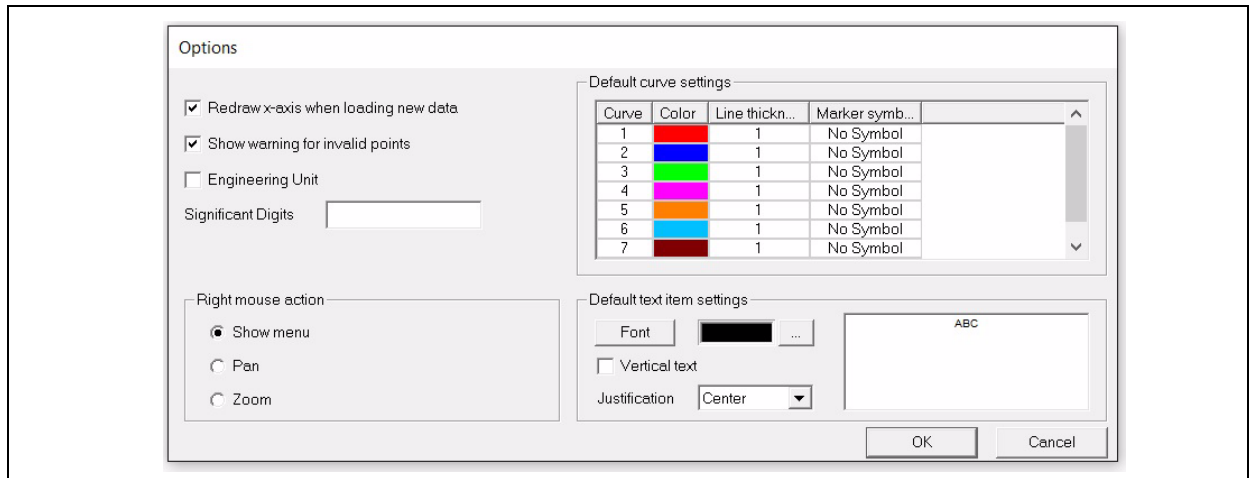 Options
Redraw x-axis when loading new data
Show warning for invalid points
Engineering Unit
Significant Digits
Default curve settings
Curve Color Line thickn... Marker symb...
1 1 No Symbol
2 1 No Symbol
3 1 No Symbol
4 1 No Symbol
5 1 No Symbol
6 1 No Symbol
7 1 No Symbol
Right mouse action
Show menu
Pan
Zoom
Default text item settings
Font ...
Vertical text
Justification Center
ABC
OK Cancel